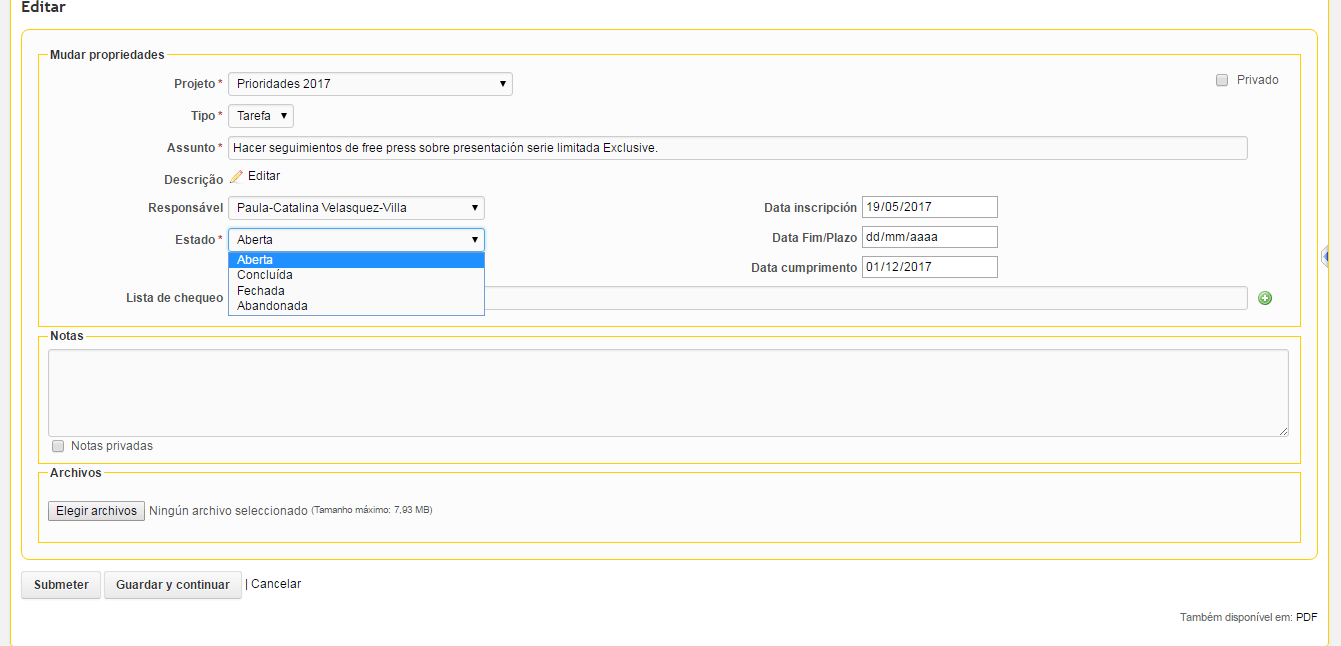 Editar
Mudar propriedades
Projeto * Prioridades 2017
Privado
Tipo * Tarefa
Assunto * Hacer seguimientos de free press sobre presentación serie limitada Exclusive.
Descrição Editar
Responsável Paula-Catalina Velasquez-Villa
Data inscripción 19/05/2017
Estado * Aberta
Data Fim/Plazo dd/mm/aaaa
Aberta
Concluída
Data cumprimento 01/12/2017
Fechada
Abandonada
Lista de chequeo
Notas
Notas privadas
Archivos
Elegir archivos Ningún archivo seleccionado (Tamanho máximo: 7,93 MB)
Submeter Guardar y continuar | Cancelar
Também disponível em: PDF